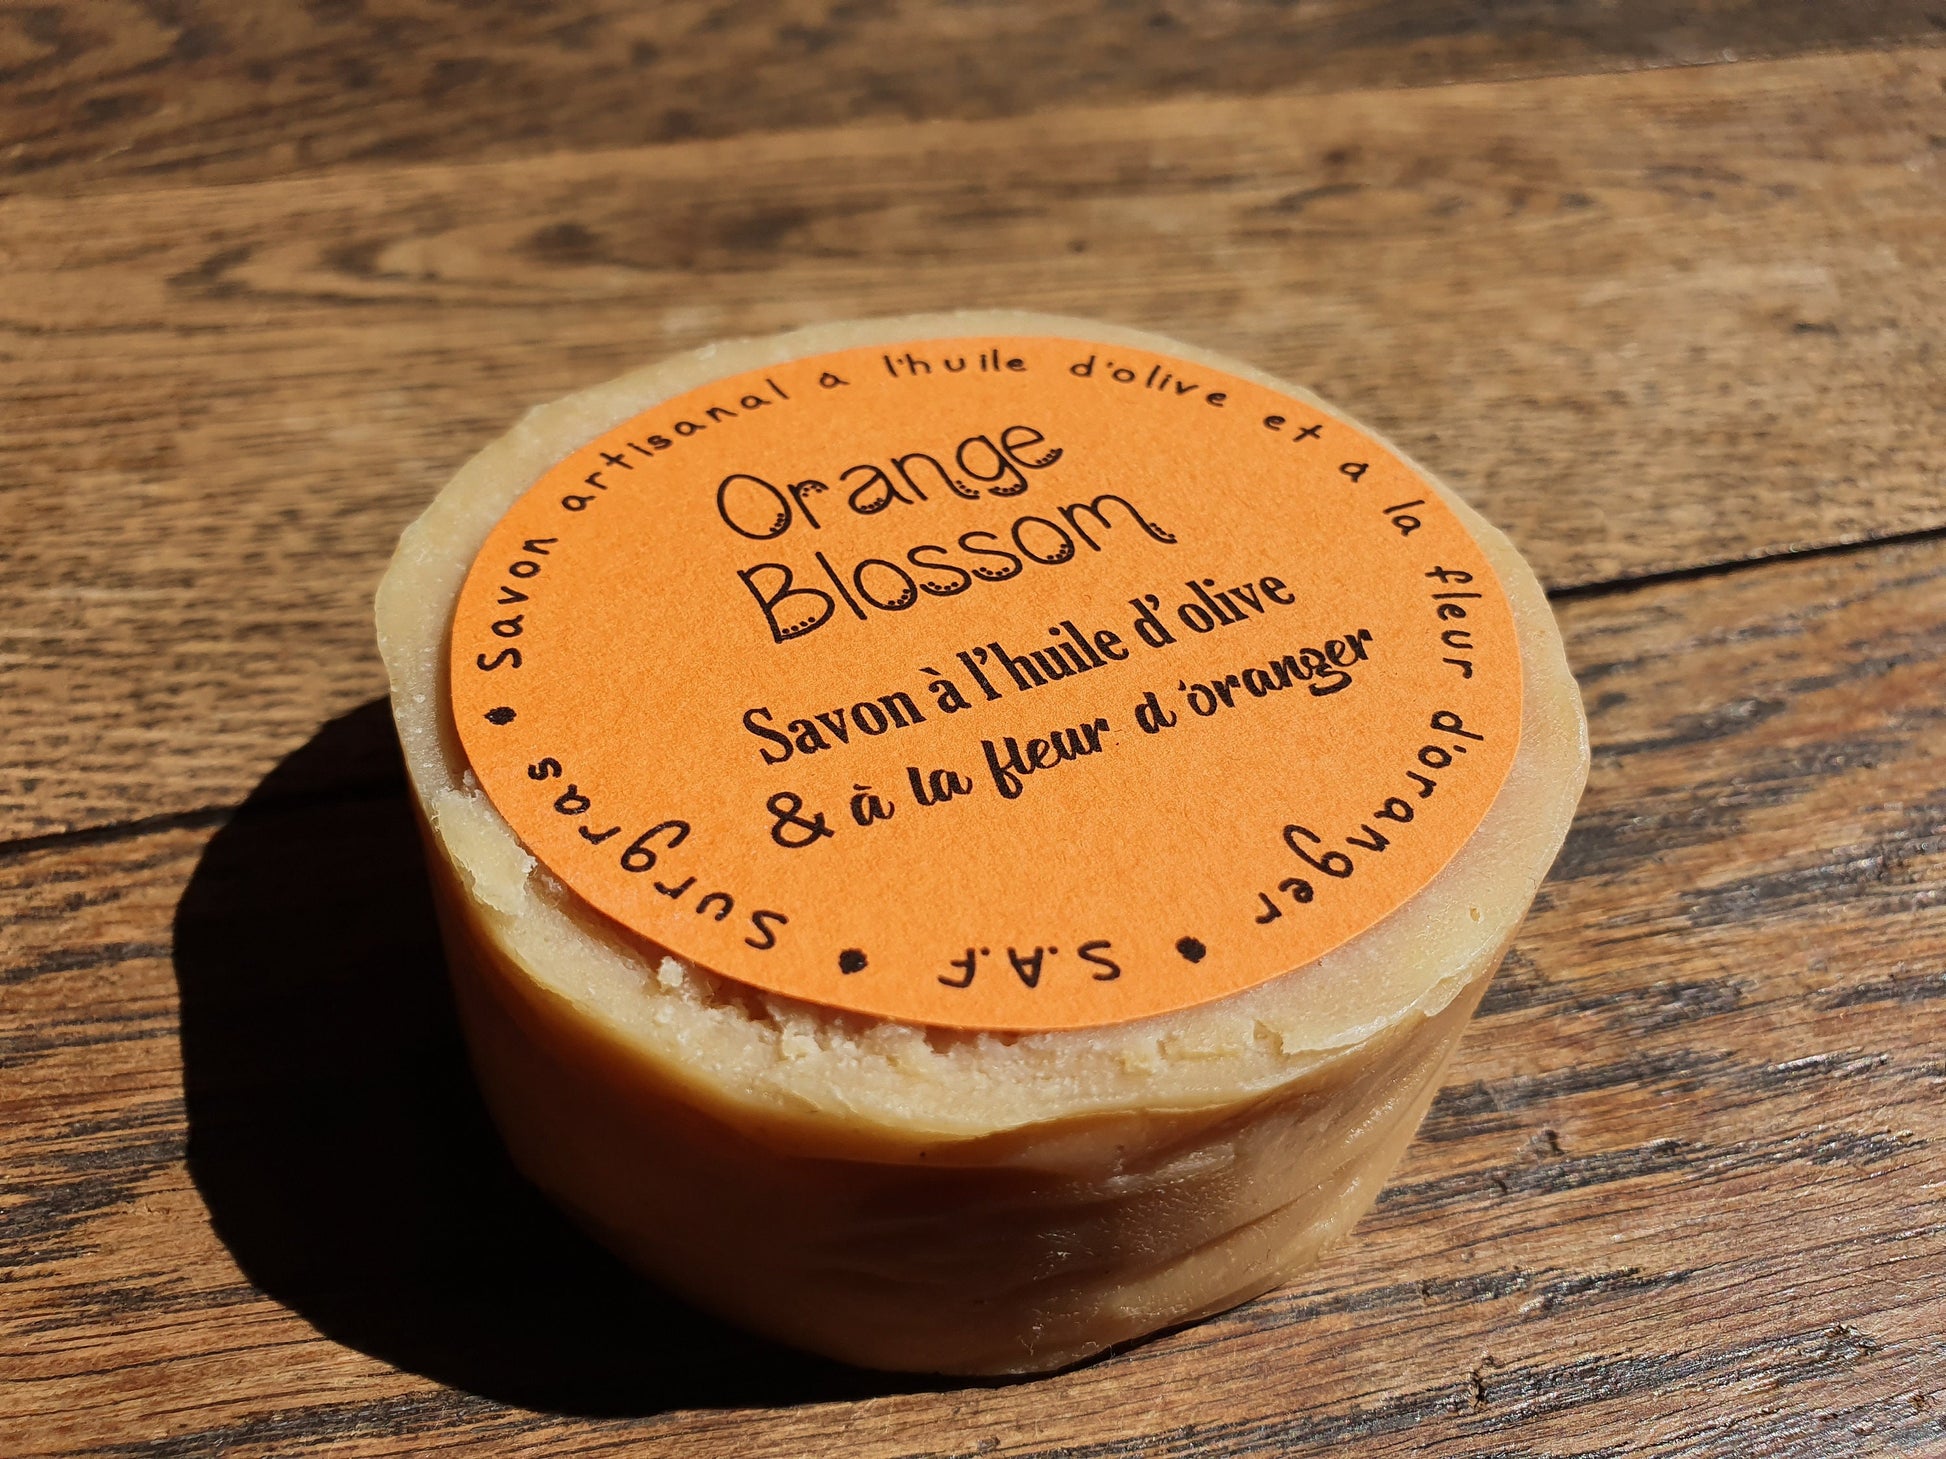 Orange
Blossom
Savon à l'huile d'olive
& à la fleur d'oranger
Savon artisanal à l'huile d'olive et à la fleur d'oranger • S.A.F. • Surgras •